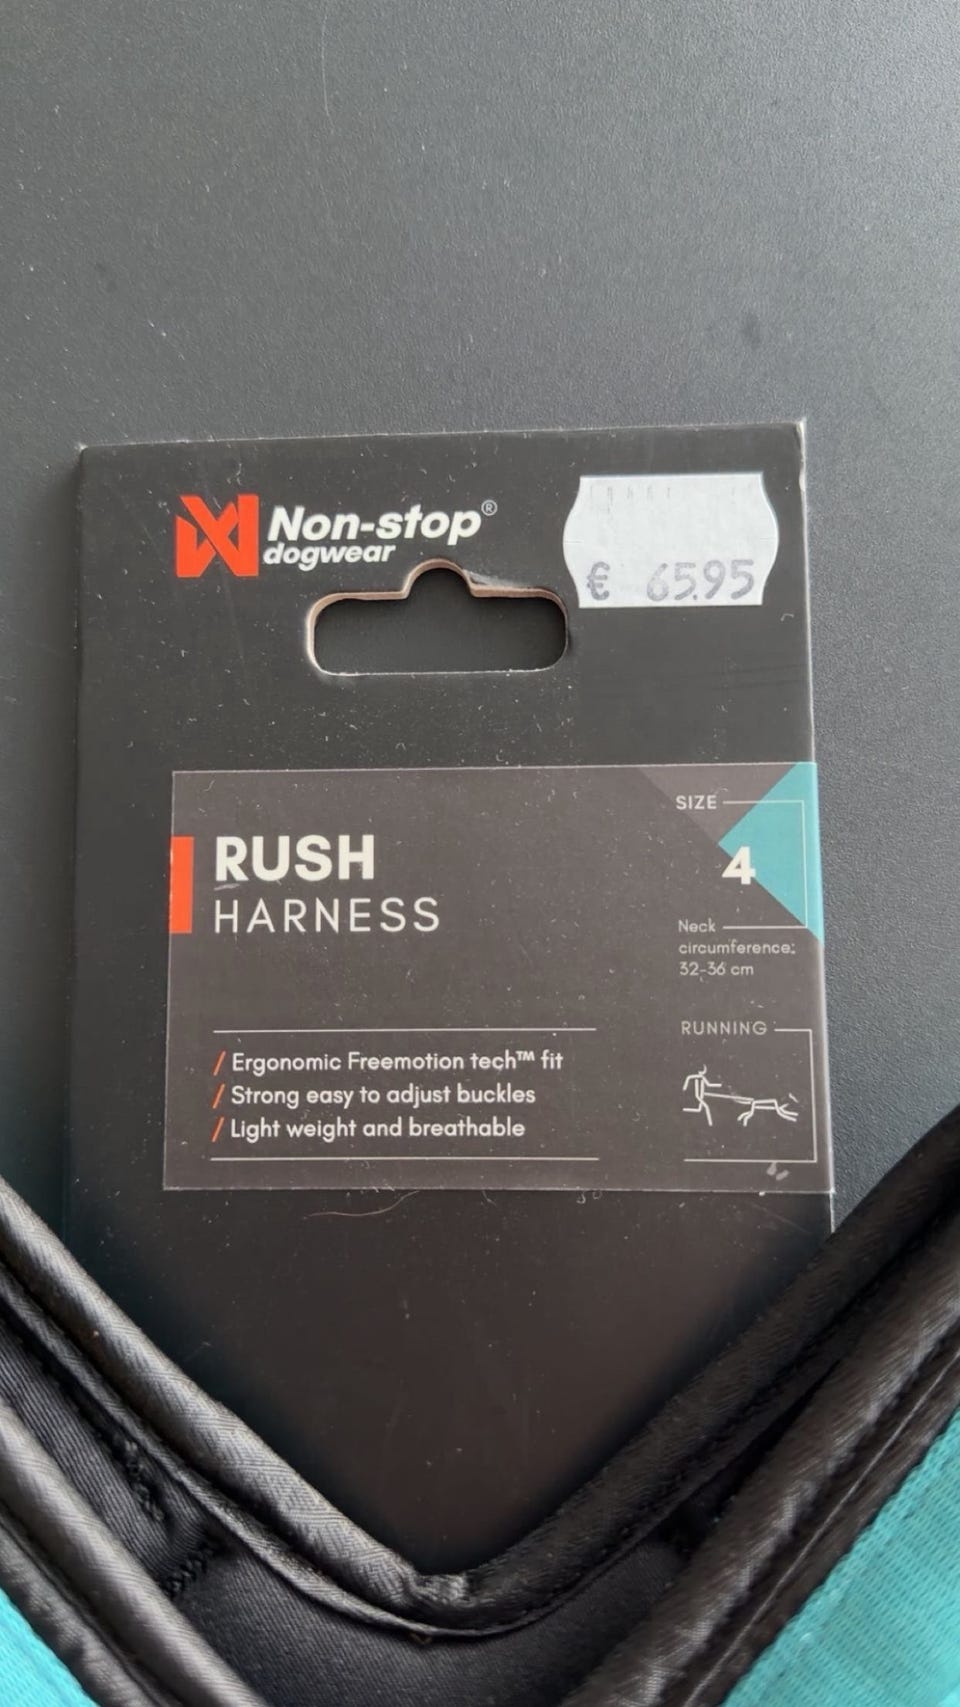 Non-stop®
dogwear
€ 65.95
RUSH
HARNESS
SIZE
4
Neck
circumference:
32-36 cm
RUNNING
/ Ergonomic Freemotion tech™ fit
/ Strong easy to adjust buckles
/ Light weight and breathable